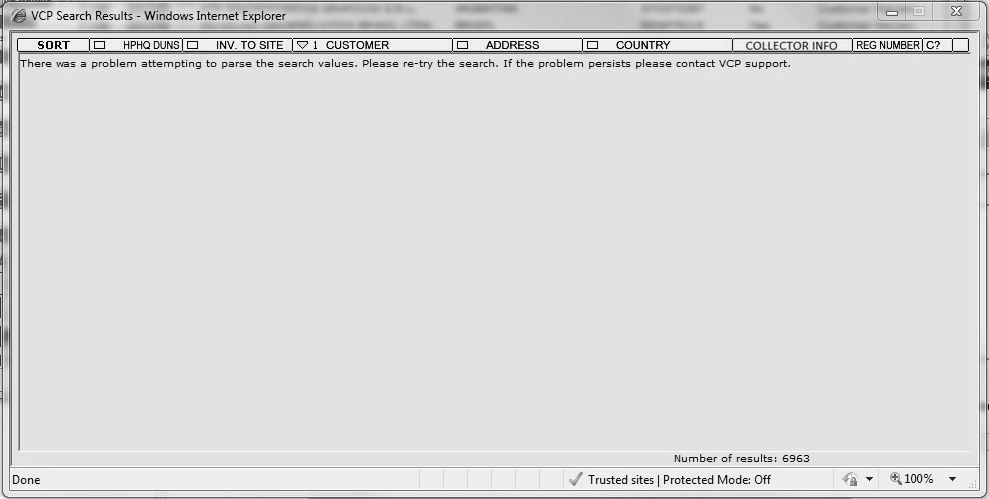 VCP Search Results - Windows Internet Explorer
SORT HPHQ DUNS INV. TO SITE 1 CUSTOMER ADDRESS COUNTRY COLLECTOR INFO REG NUMBER C?
There was a problem attempting to parse the search values. Please re-try the search. If the problem persists please contact VCP support.
Number of results: 6963
Done Trusted sites | Protected Mode: Off 100%